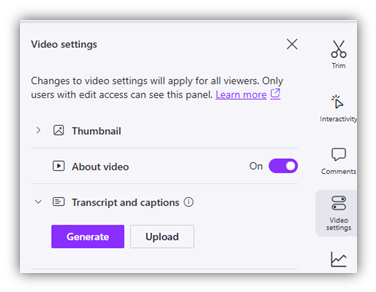 Video settings
Changes to video settings will apply for all viewers. Only
users with edit access can see this panel. Learn more
Thumbnail
About video On
Transcript and captions
Generate Upload
Trim
Interactivity
Comments
Video
settings